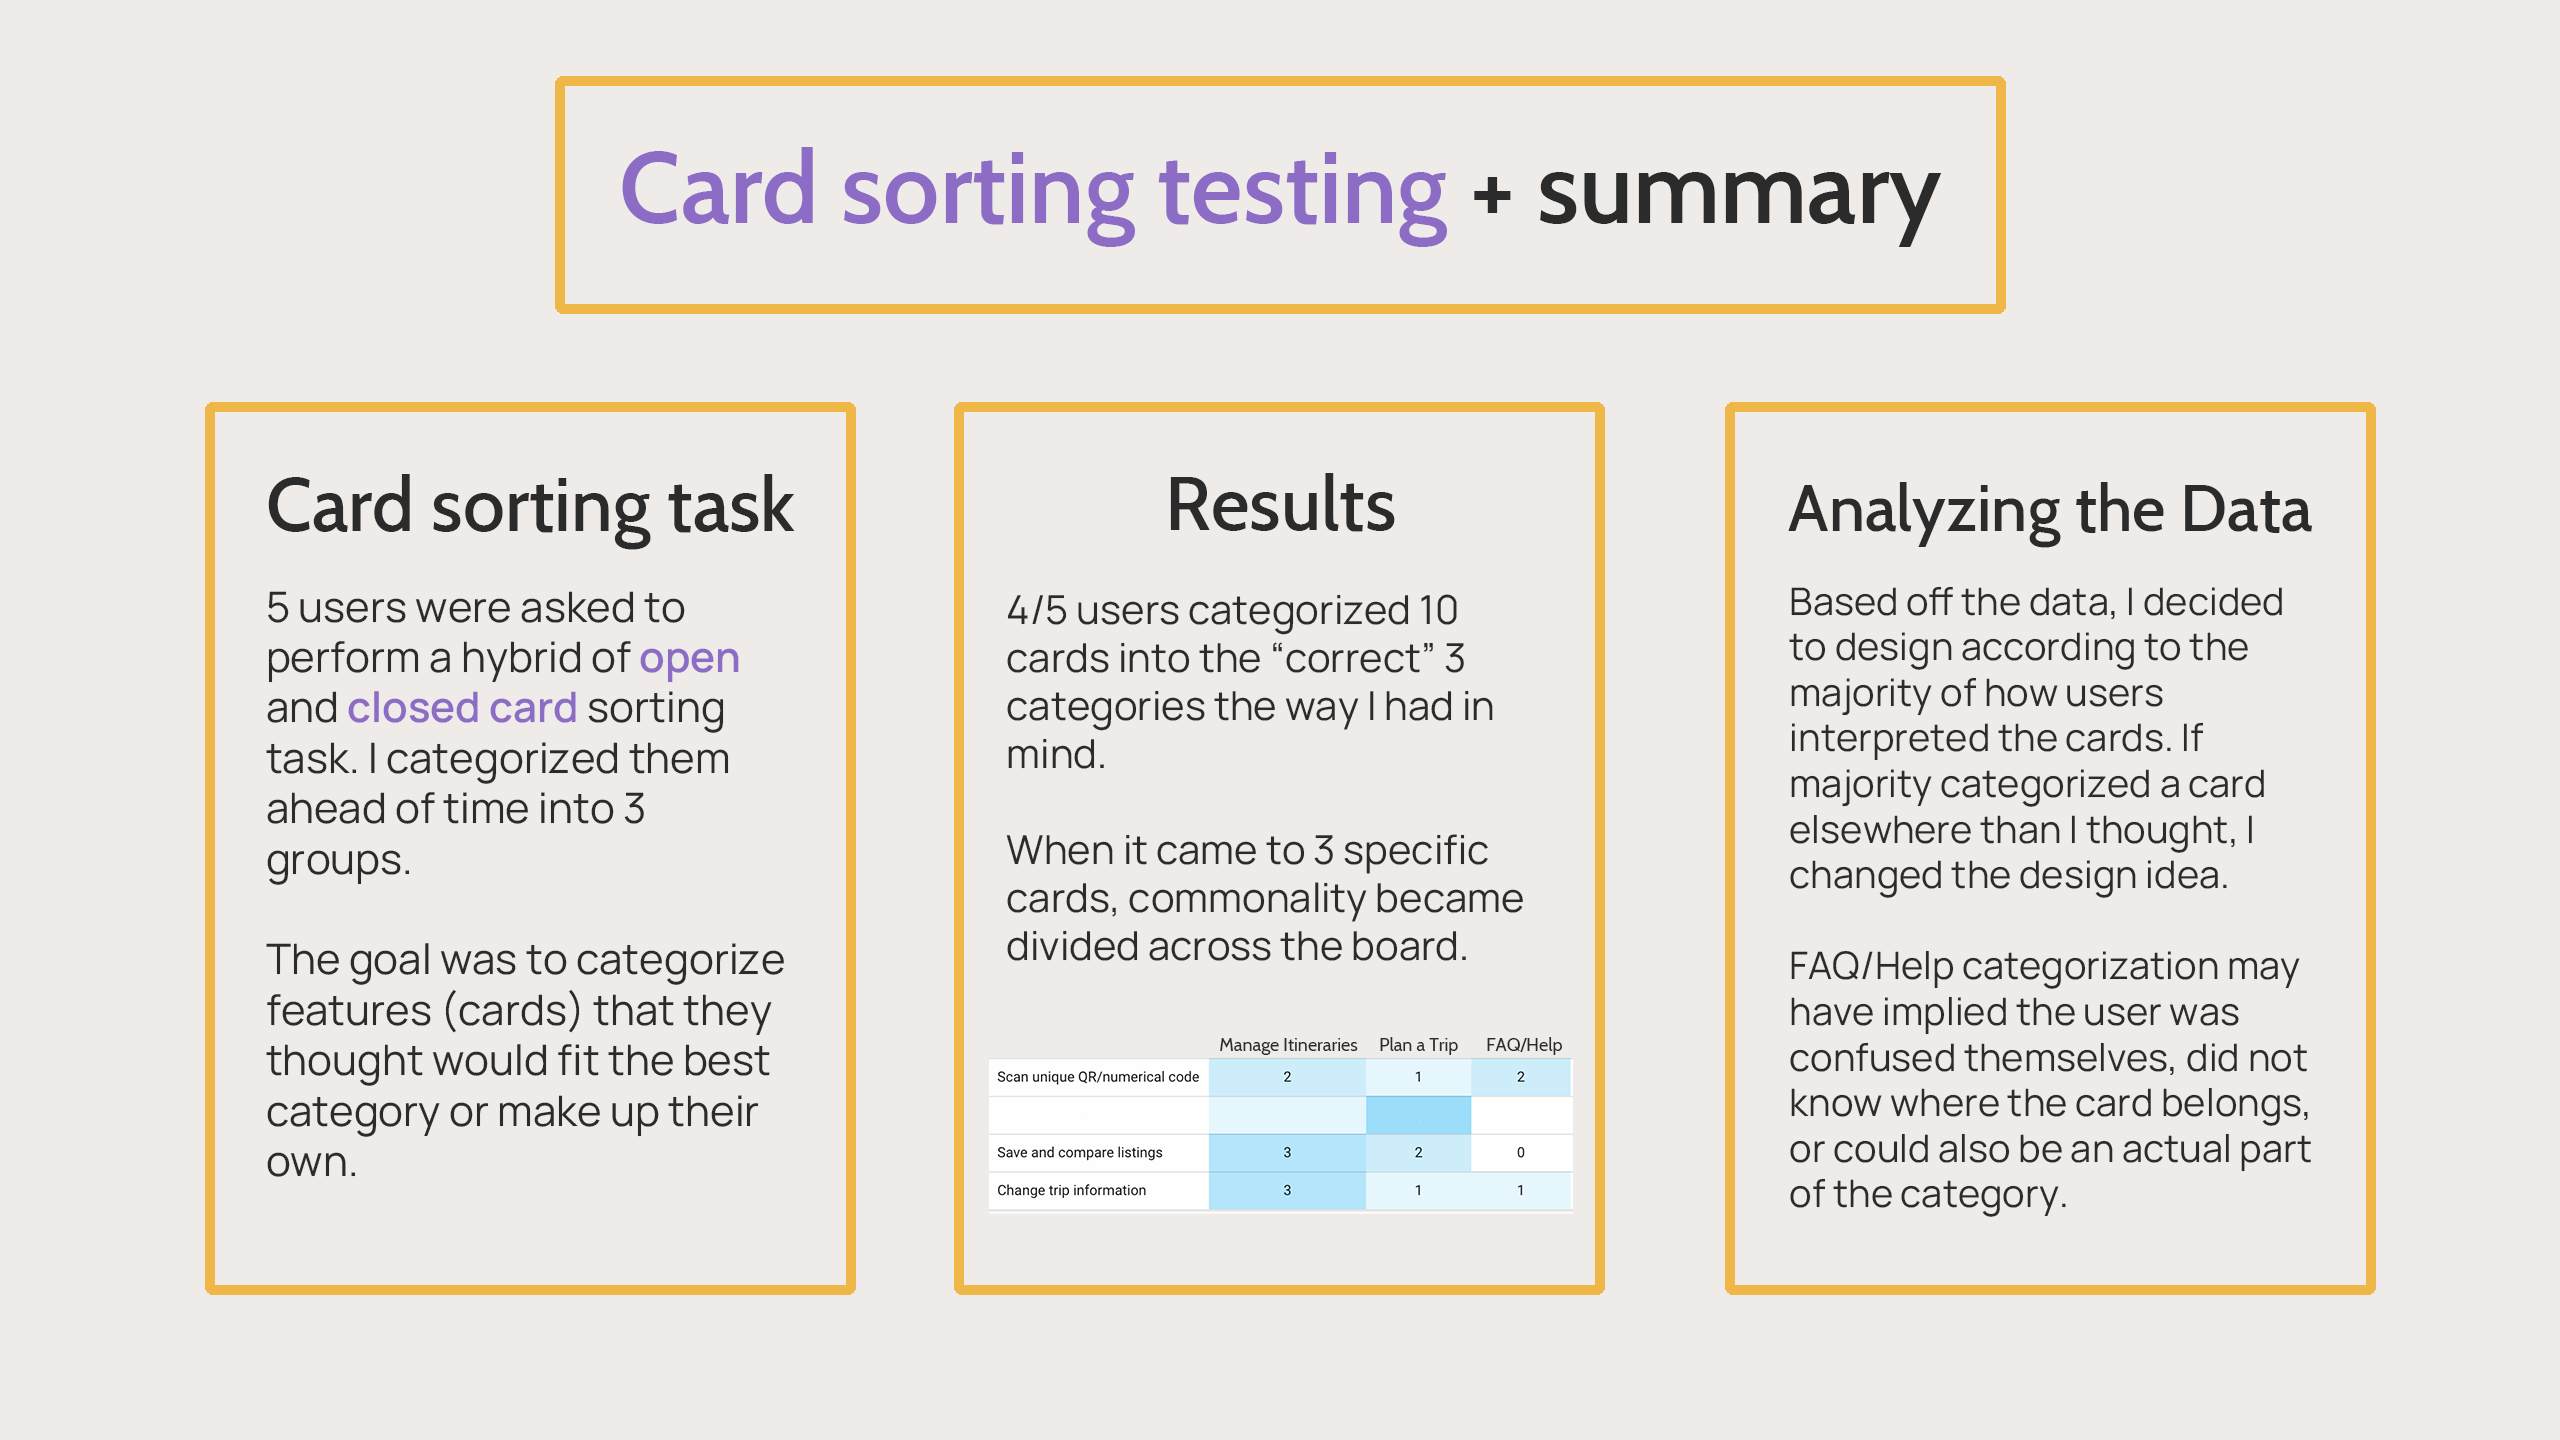 Card sorting testing + summary
Card sorting task
5 users were asked to
perform a hybrid of open
and closed card sorting
task. I categorized them
ahead of time into 3
groups.
The goal was to categorize
features (cards) that they
thought would fit the best
category or make up their
own.
Results
4/5 users categorized 10
cards into the “correct” 3
categories the way I had in
mind.
When it came to 3 specific
cards, commonality became
divided across the board.
Manage Itineraries Plan a Trip FAQ/Help
Scan unique QR/numerical code 2 1 2
Save and compare listings 3 2 0
Change trip information 3 1 1
Analyzing the Data
Based off the data, I decided
to design according to the
majority of how users
interpreted the cards. If
majority categorized a card
elsewhere than I thought, I
changed the design idea.
FAQ/Help categorization may
have implied the user was
confused themselves, did not
know where the card belongs,
or could also be an actual part
of the category.